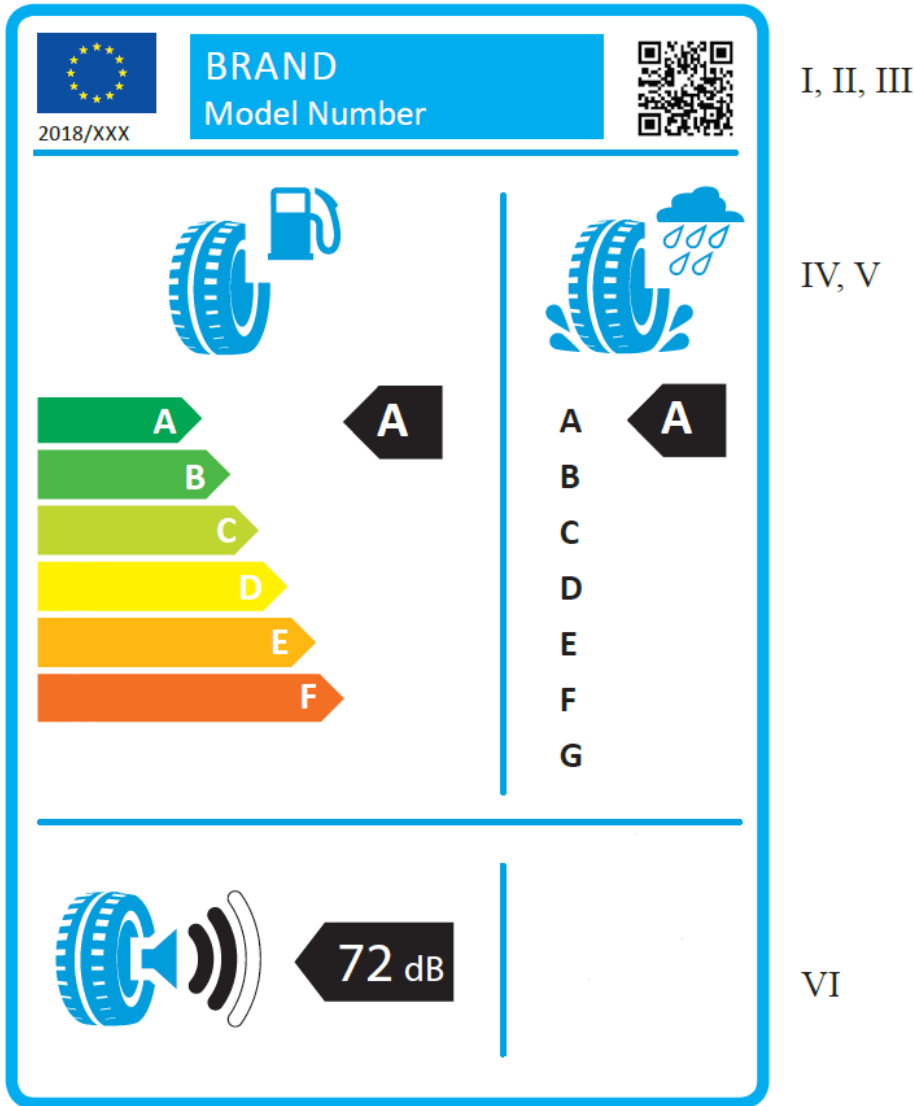 BRAND
Model Number
2018/XXX
I, II, III
IV, V
A
B
C
D
E
F
A
A
B
C
D
E
F
G
A
72 dB
VI